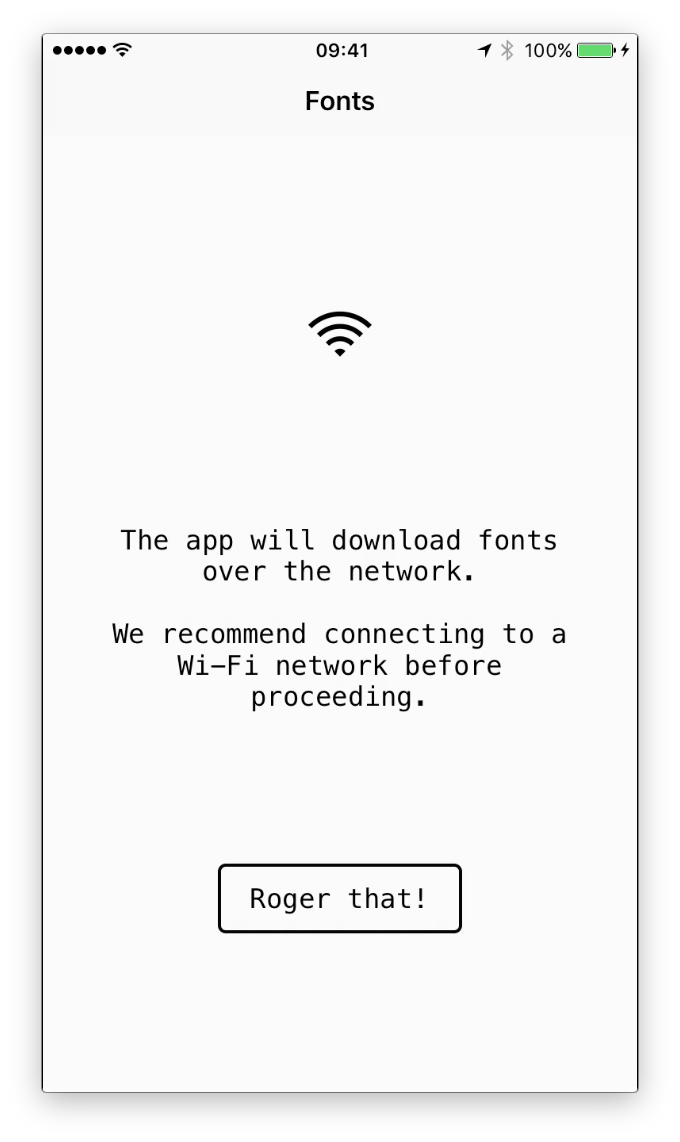 09:41 100%
Fonts
The app will download fonts
over the network.
We recommend connecting to a
Wi-Fi network before
proceeding.
Roger that!